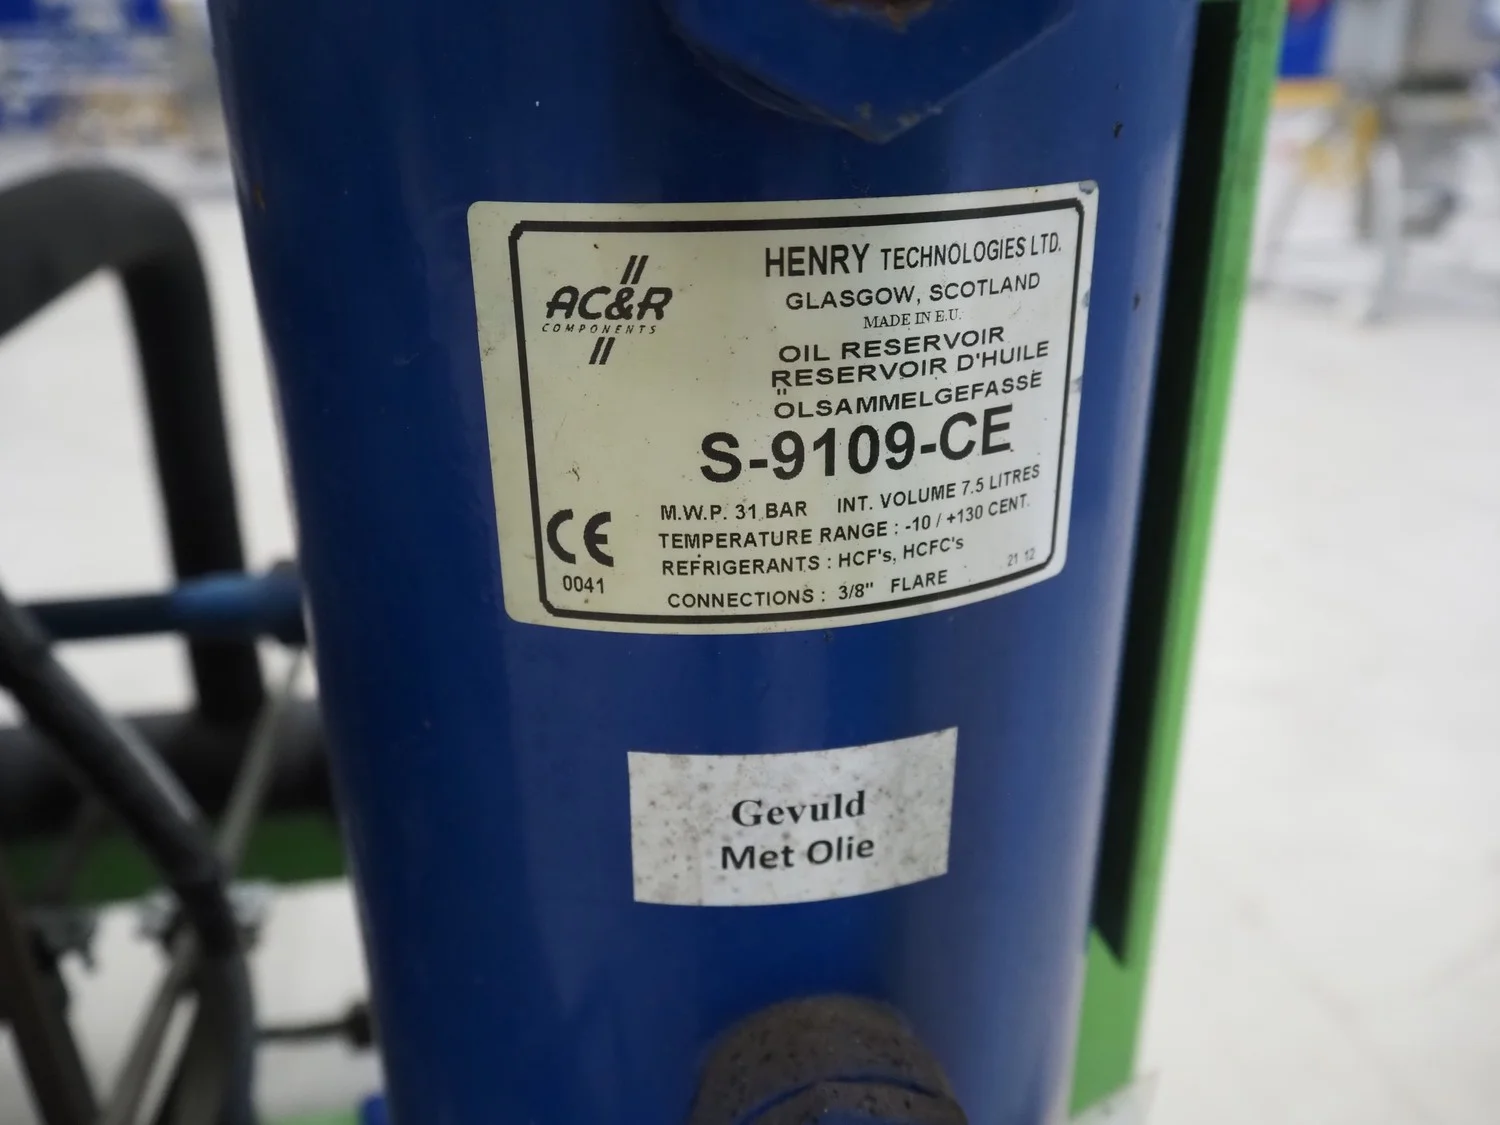 AC&R
COMPONENTS
HENRY TECHNOLOGIES LTD.
GLASGOW, SCOTLAND
MADE IN E.U.
OIL RESERVOIR
RESERVOIR D'HUILE
ÖLSAMMELGEFASSE
S-9109-CE
M.W.P. 31 BAR INT. VOLUME 7.5 LITRES
TEMPERATURE RANGE : -10 / +130 CENT.
REFRIGERANTS : HCF's, HCFC's
CONNECTIONS : 3/8" FLARE
21 12
CE
0041
Gevuld
Met Olie